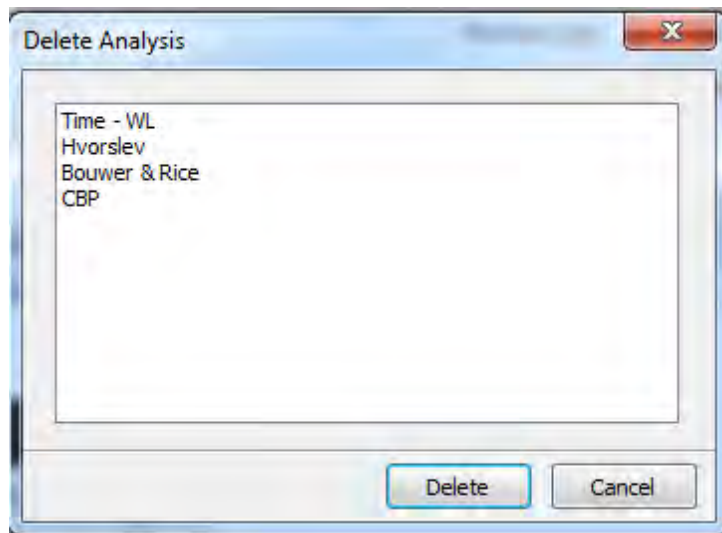 Delete Analysis
Time - WL
Hvorslev
Bouwer & Rice
CBP
Delete
Cancel